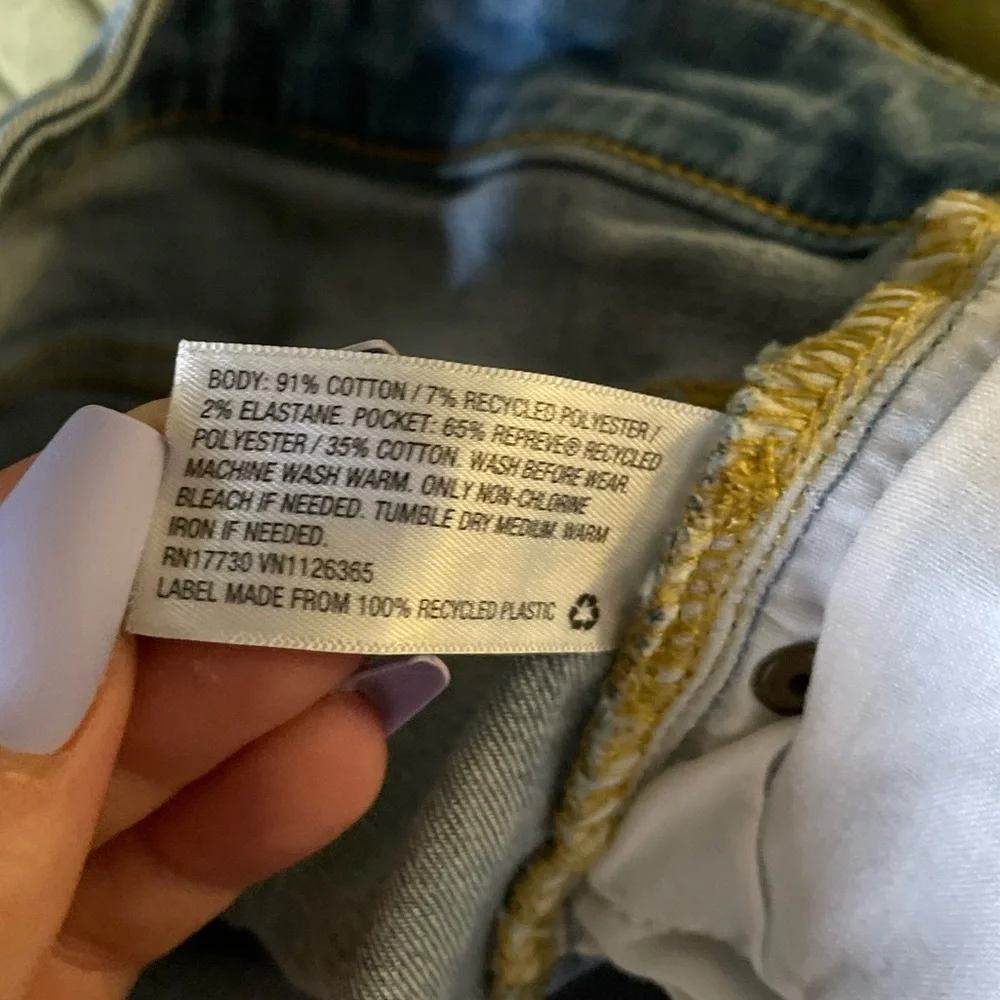 BODY: 91% COTTON / 7% RECYCLED POLYESTER /
2% ELASTANE. POCKET: 65% REPREVE® RECYCLED
POLYESTER / 35% COTTON. WASH BEFORE WEAR.
MACHINE WASH WARM. ONLY NON-CHLORINE
BLEACH IF NEEDED. TUMBLE DRY MEDIUM. WARM
IRON IF NEEDED.
RN17730 VN1126365
LABEL MADE FROM 100% RECYCLED PLASTIC